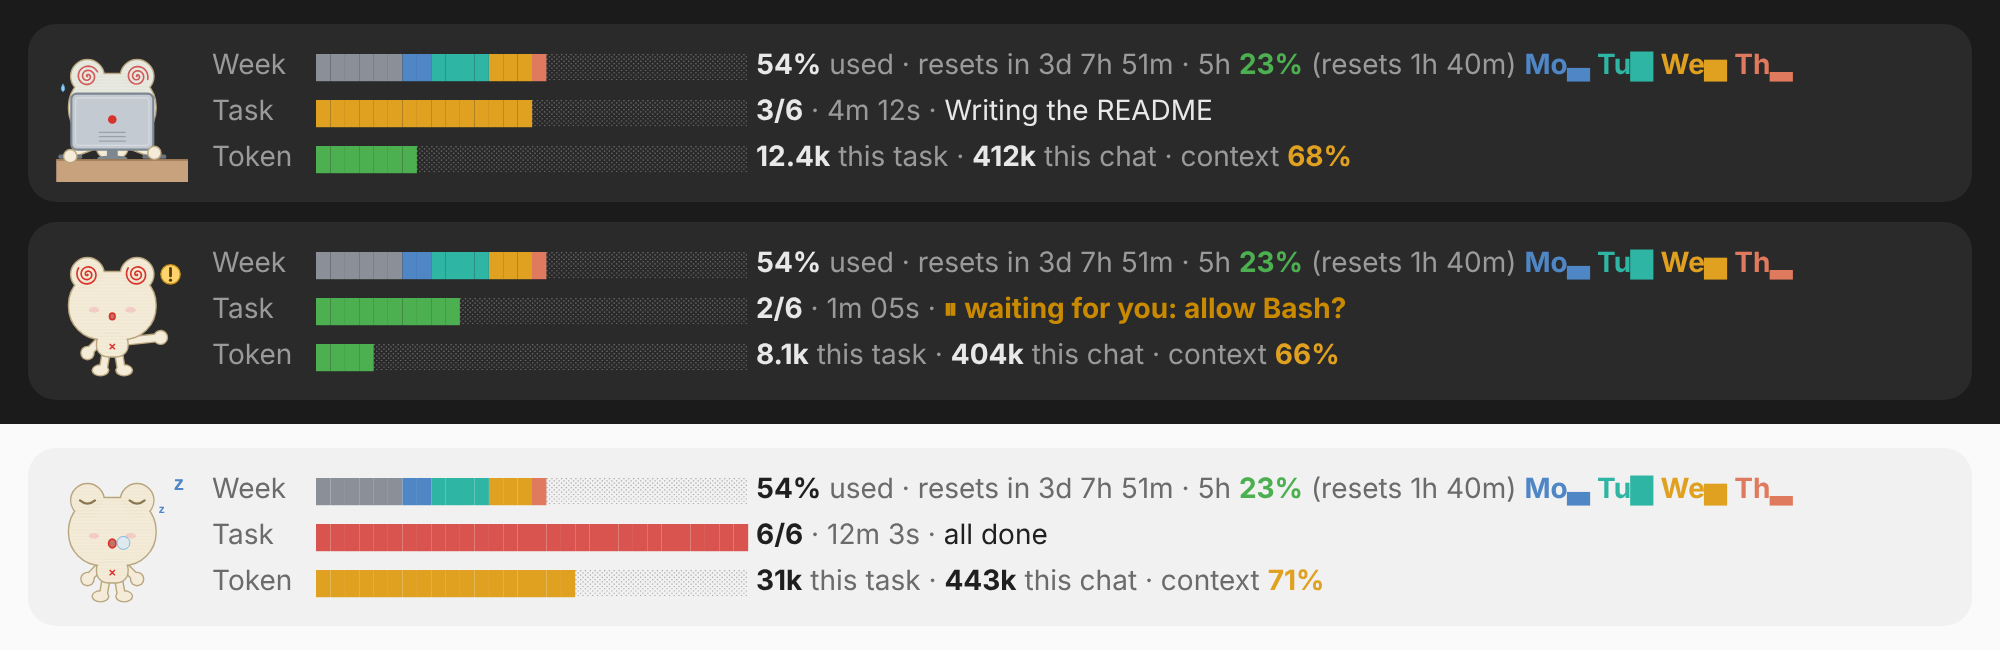 Week 54% used · resets in 3d 7h 51m · 5h 23% (resets 1h 40m) Mo Tu We Th
Task 3/6 · 4m 12s · Writing the README
Token 12.4k this task · 412k this chat · context 68%
!
Week 54% used · resets in 3d 7h 51m · 5h 23% (resets 1h 40m) Mo Tu We Th
Task 2/6 · 1m 05s · waiting for you: allow Bash?
Token 8.1k this task · 404k this chat · context 66%
z
z
Week 54% used · resets in 3d 7h 51m · 5h 23% (resets 1h 40m) Mo Tu We Th
Task 6/6 · 12m 3s · all done
Token 31k this task · 443k this chat · context 71%